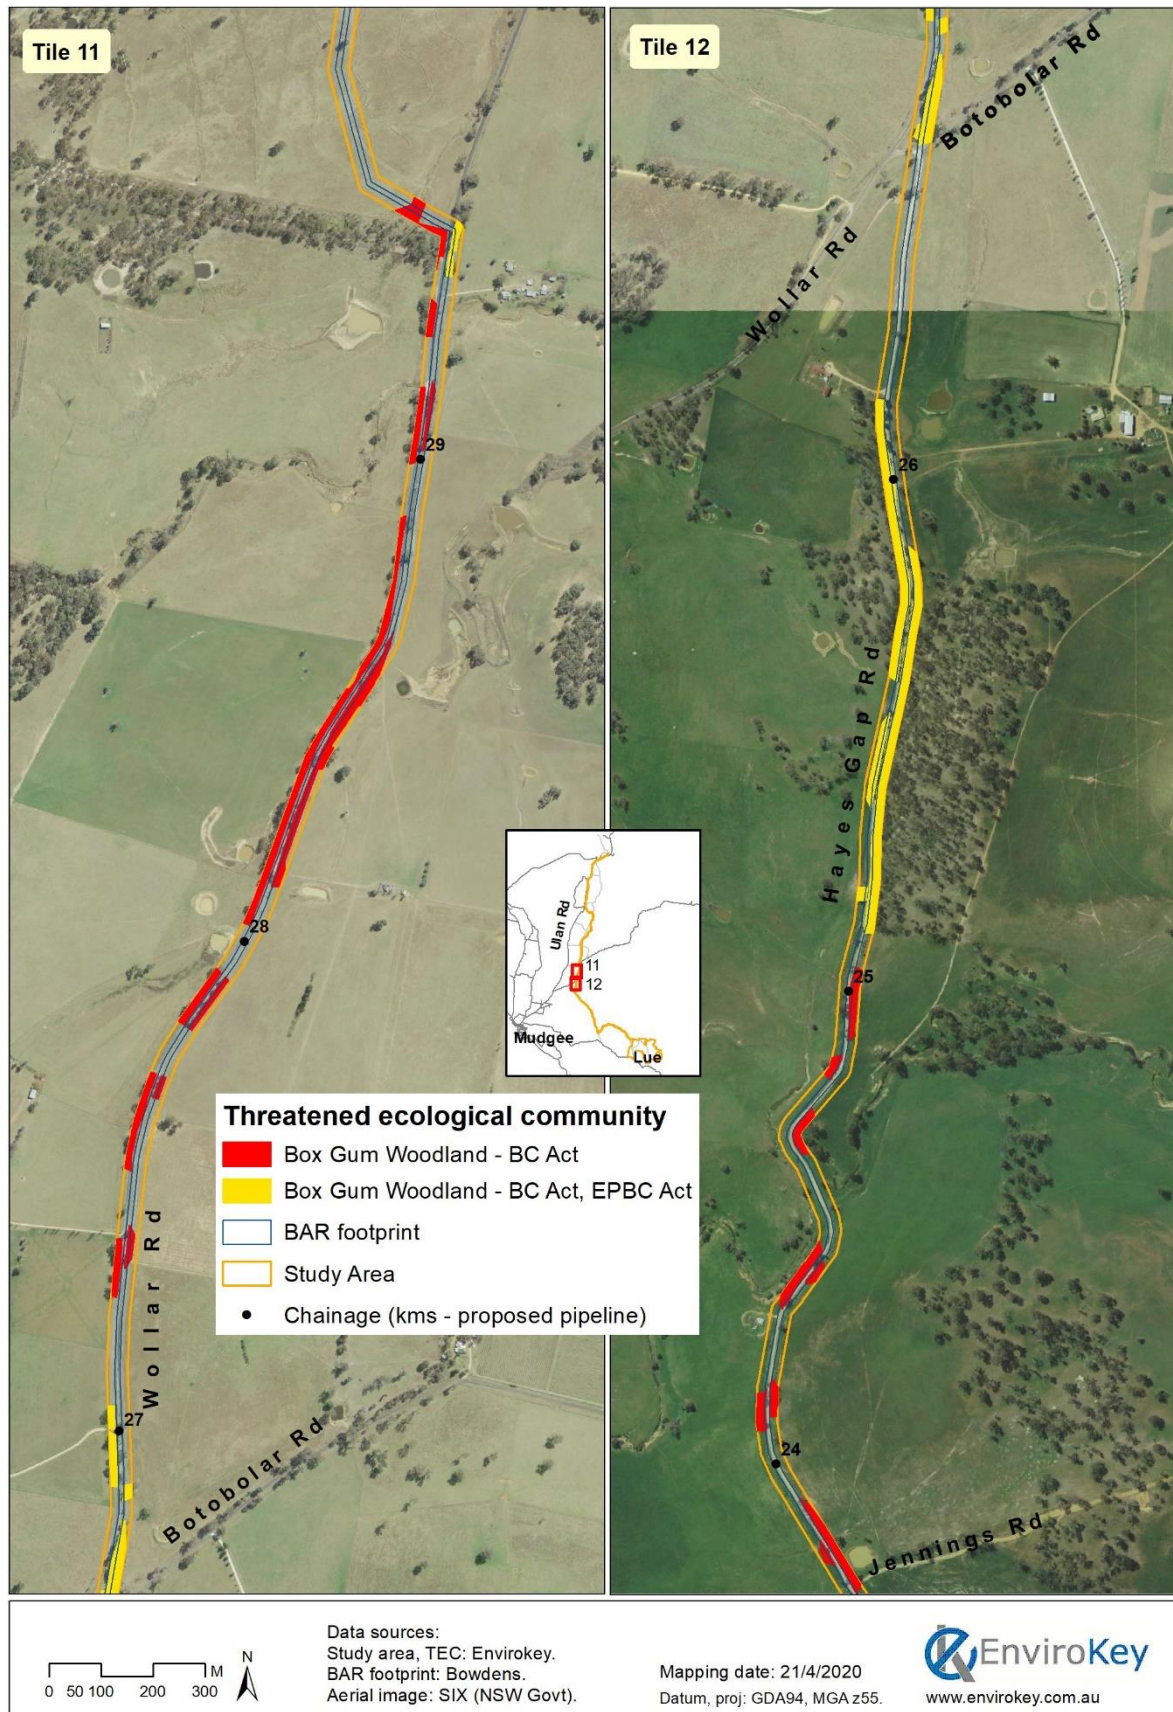 Tile 11
29
28
27
Wollar Rd
Botobolar Rd
Tile 12
Botobolar Rd
Wollar Rd
26
Hayes Gap Rd
25
24
Jennings Rd
Ulan Rd
11
12
Mudgee
Lue
Threatened ecological community
Box Gum Woodland - BC Act
Box Gum Woodland - BC Act, EPBC Act
BAR footprint
Study Area
Chainage (kms - proposed pipeline)
M
0 50 100 200 300
N
Data sources:
Study area, TEC: Envirokey.
BAR footprint: Bowdens.
Aerial image: SIX (NSW Govt).
Mapping date: 21/4/2020
Datum, proj: GDA94, MGA z55.
EnviroKey
www.envirokey.com.au